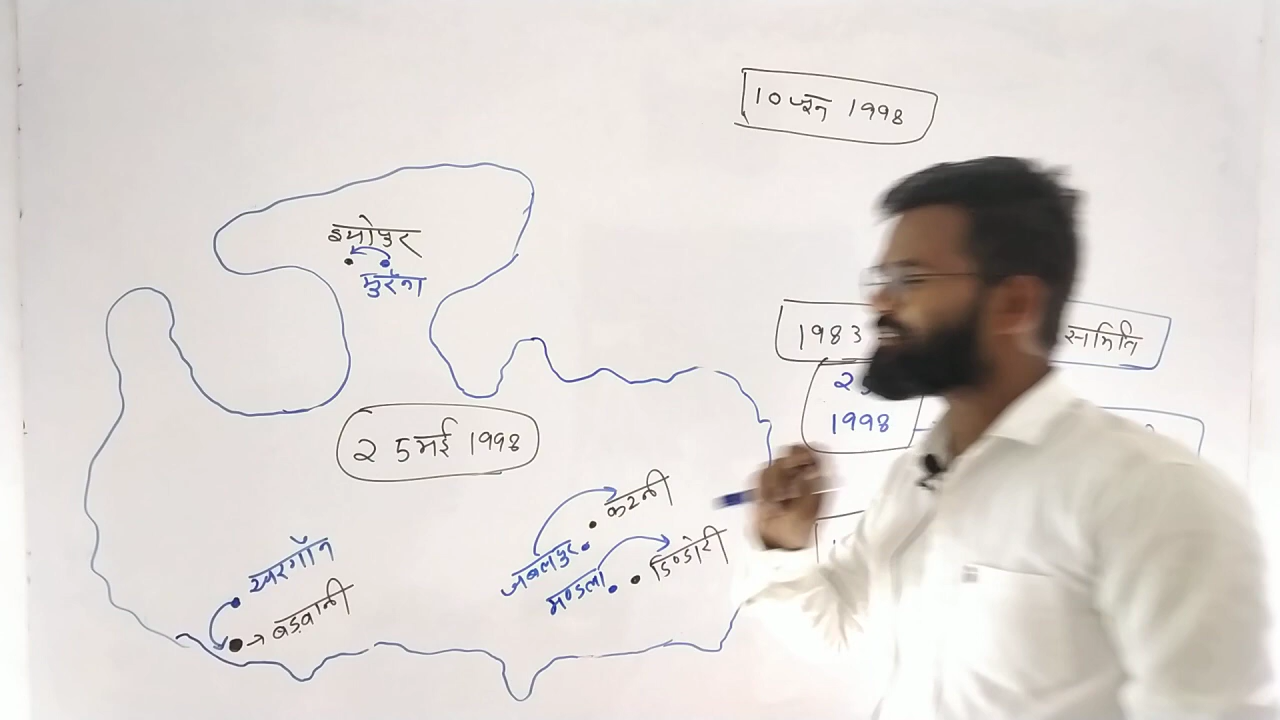 10 जून 1998
श्योपुर
मुरैना
1983
समिति
1998
25 मई 1998
कटनी
जबलपुर
डिण्डोरी
मण्डला
खरगोन
→ बड़वानी